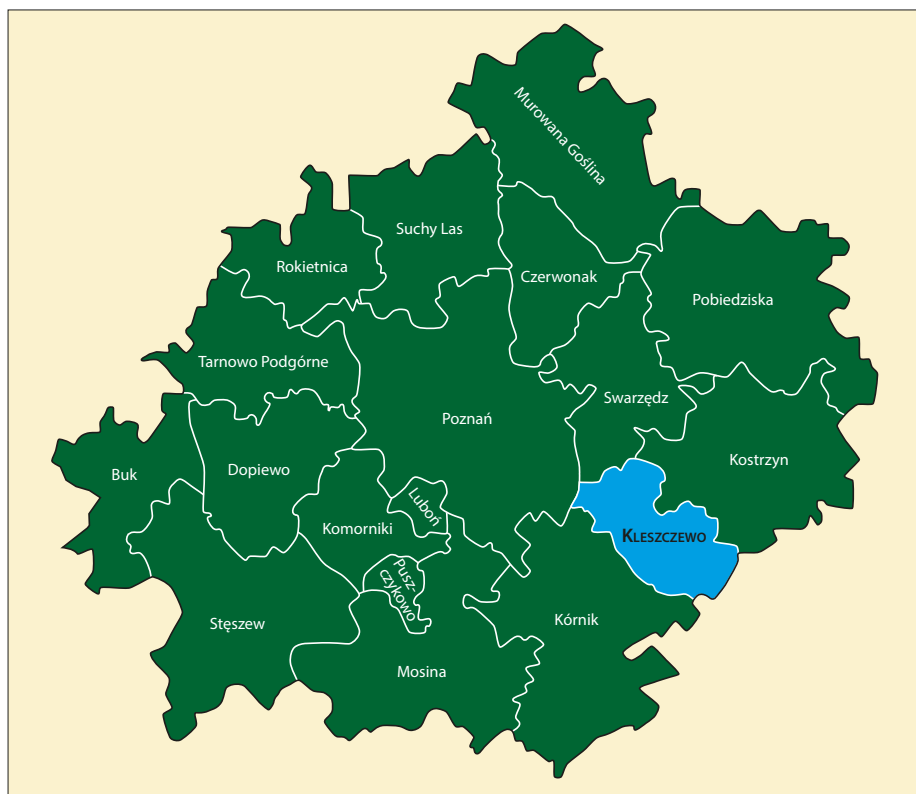 Murowana Goślina
Suchy Las
Rokietnica
Czerwonak
Pobiedziska
Tarnowo Podgórne
Swarzędz
Poznań
Kostrzyn
Buk
Dopiewo
Luboń
Komorniki
Kleszczewo
Pusz-
czykowo
Stęszew
Kórnik
Mosina